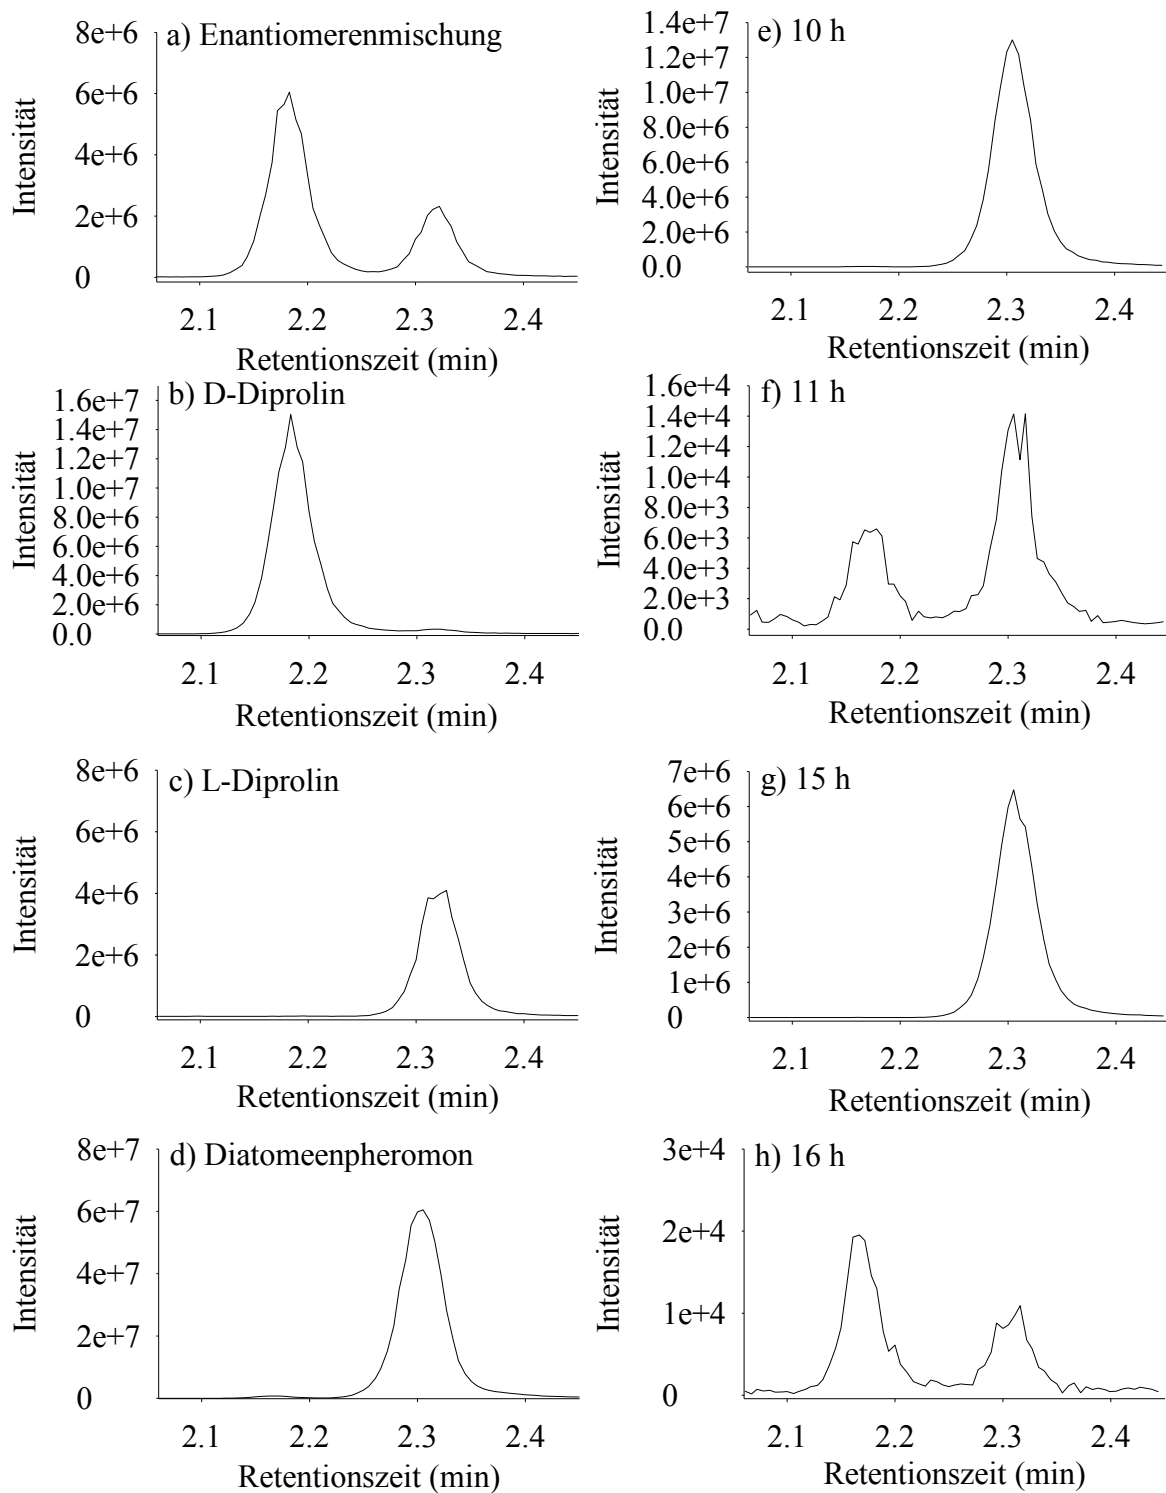 a) Enantiomerenmischung
8e+6
6e+6
4e+6
2e+6
0
Intensität
2.1 2.2 2.3 2.4
Retentionszeit (min)
b) D-Diprolin
1.6e+7
1.4e+7
1.2e+7
1.0e+7
8.0e+6
6.0e+6
4.0e+6
2.0e+6
0.0
Intensität
2.1 2.2 2.3 2.4
Retentionszeit (min)
c) L-Diprolin
8e+6
6e+6
4e+6
2e+6
0
Intensität
2.1 2.2 2.3 2.4
Retentionszeit (min)
d) Diatomeenpheromon
8e+7
6e+7
4e+7
2e+7
0
Intensität
2.1 2.2 2.3 2.4
Retentionszeit (min)
e) 10 h
1.4e+7
1.2e+7
1.0e+7
8.0e+6
6.0e+6
4.0e+6
2.0e+6
0.0
Intensität
2.1 2.2 2.3 2.4
Retentionszeit (min)
f) 11 h
1.6e+4
1.4e+4
1.2e+4
1.0e+4
8.0e+3
6.0e+3
4.0e+3
2.0e+3
0.0
Intensität
2.1 2.2 2.3 2.4
Retentionszeit (min)
g) 15 h
7e+6
6e+6
5e+6
4e+6
3e+6
2e+6
1e+6
0
Intensität
2.1 2.2 2.3 2.4
Retentionszeit (min)
h) 16 h
3e+4
2e+4
1e+4
0
Intensität
2.1 2.2 2.3 2.4
Retentionszeit (min)